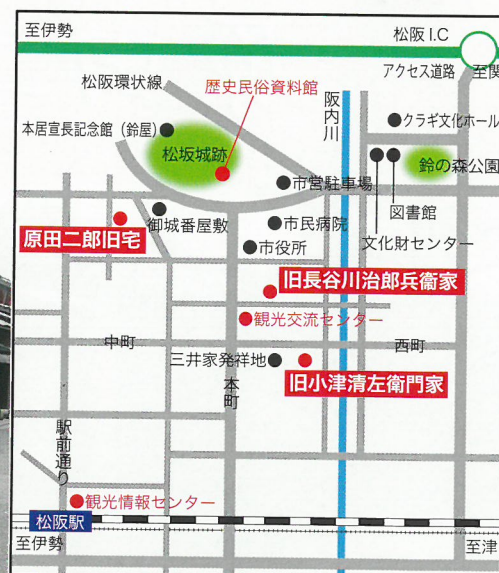 至伊勢
松阪I.C
アクセス道路
至関
松阪環状線
歴史民俗資料館
阪内川
クラギ文化ホール
本居宣長記念館（鈴屋）
松坂城跡
鈴の森公園
市営駐車場
図書館
御城番屋敷
市民病院
文化財センター
原田二郎旧宅
市役所
旧長谷川治郎兵衞家
観光交流センター
中町
西町
三井家発祥地
本町
旧小津清左衛門家
駅前通り
観光情報センター
松阪駅
至伊勢
至津